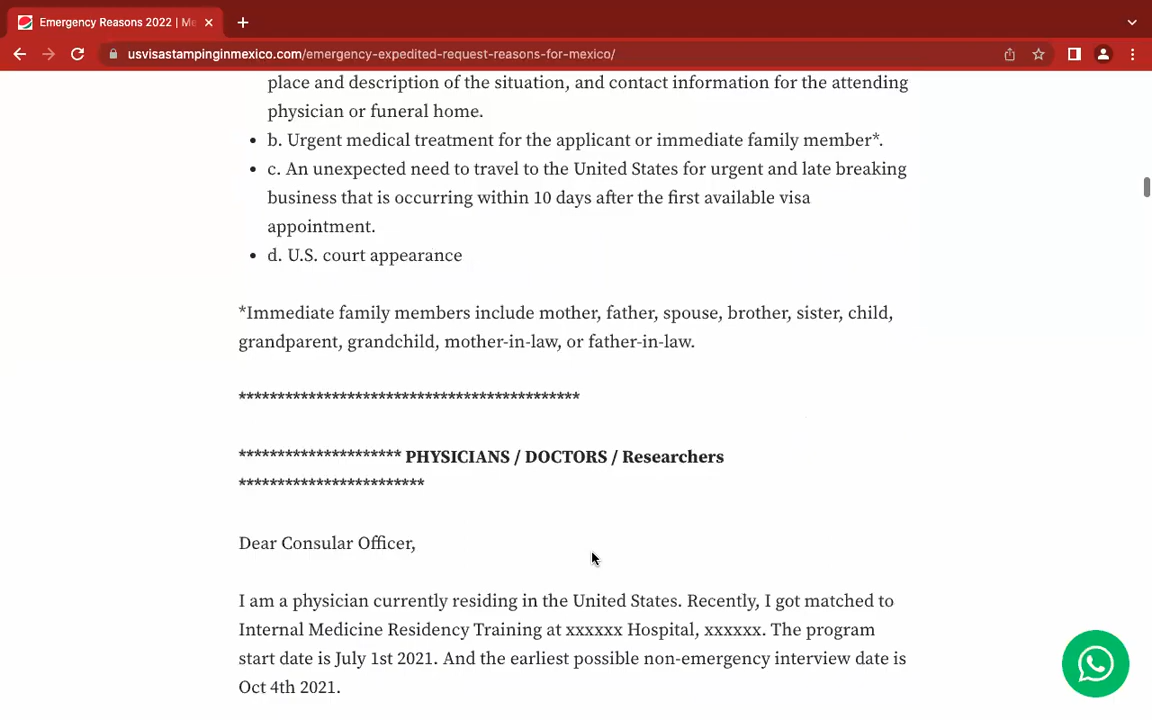 Emergency Reasons 2022 | Me
usvisastampinginmexico.com/emergency-expedited-request-reasons-for-mexico/
place and description of the situation, and contact information for the attending
physician or funeral home.
• b. Urgent medical treatment for the applicant or immediate family member*.
• c. An unexpected need to travel to the United States for urgent and late breaking
business that is occurring within 10 days after the first available visa
appointment.
• d. U.S. court appearance
*Immediate family members include mother, father, spouse, brother, sister, child,
grandparent, grandchild, mother-in-law, or father-in-law.
********************************************
********************* PHYSICIANS / DOCTORS / Researchers
************************
Dear Consular Officer,
I am a physician currently residing in the United States. Recently, I got matched to
Internal Medicine Residency Training at xxxxxx Hospital, xxxxxx. The program
start date is July 1st 2021. And the earliest possible non-emergency interview date is
Oct 4th 2021.